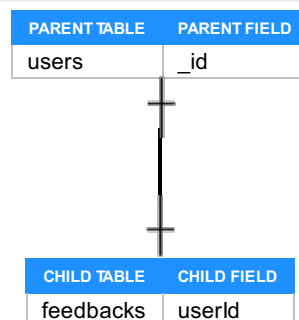 PARENT TABLE PARENT FIELD
users _id
CHILD TABLE CHILD FIELD
feedbacks userId